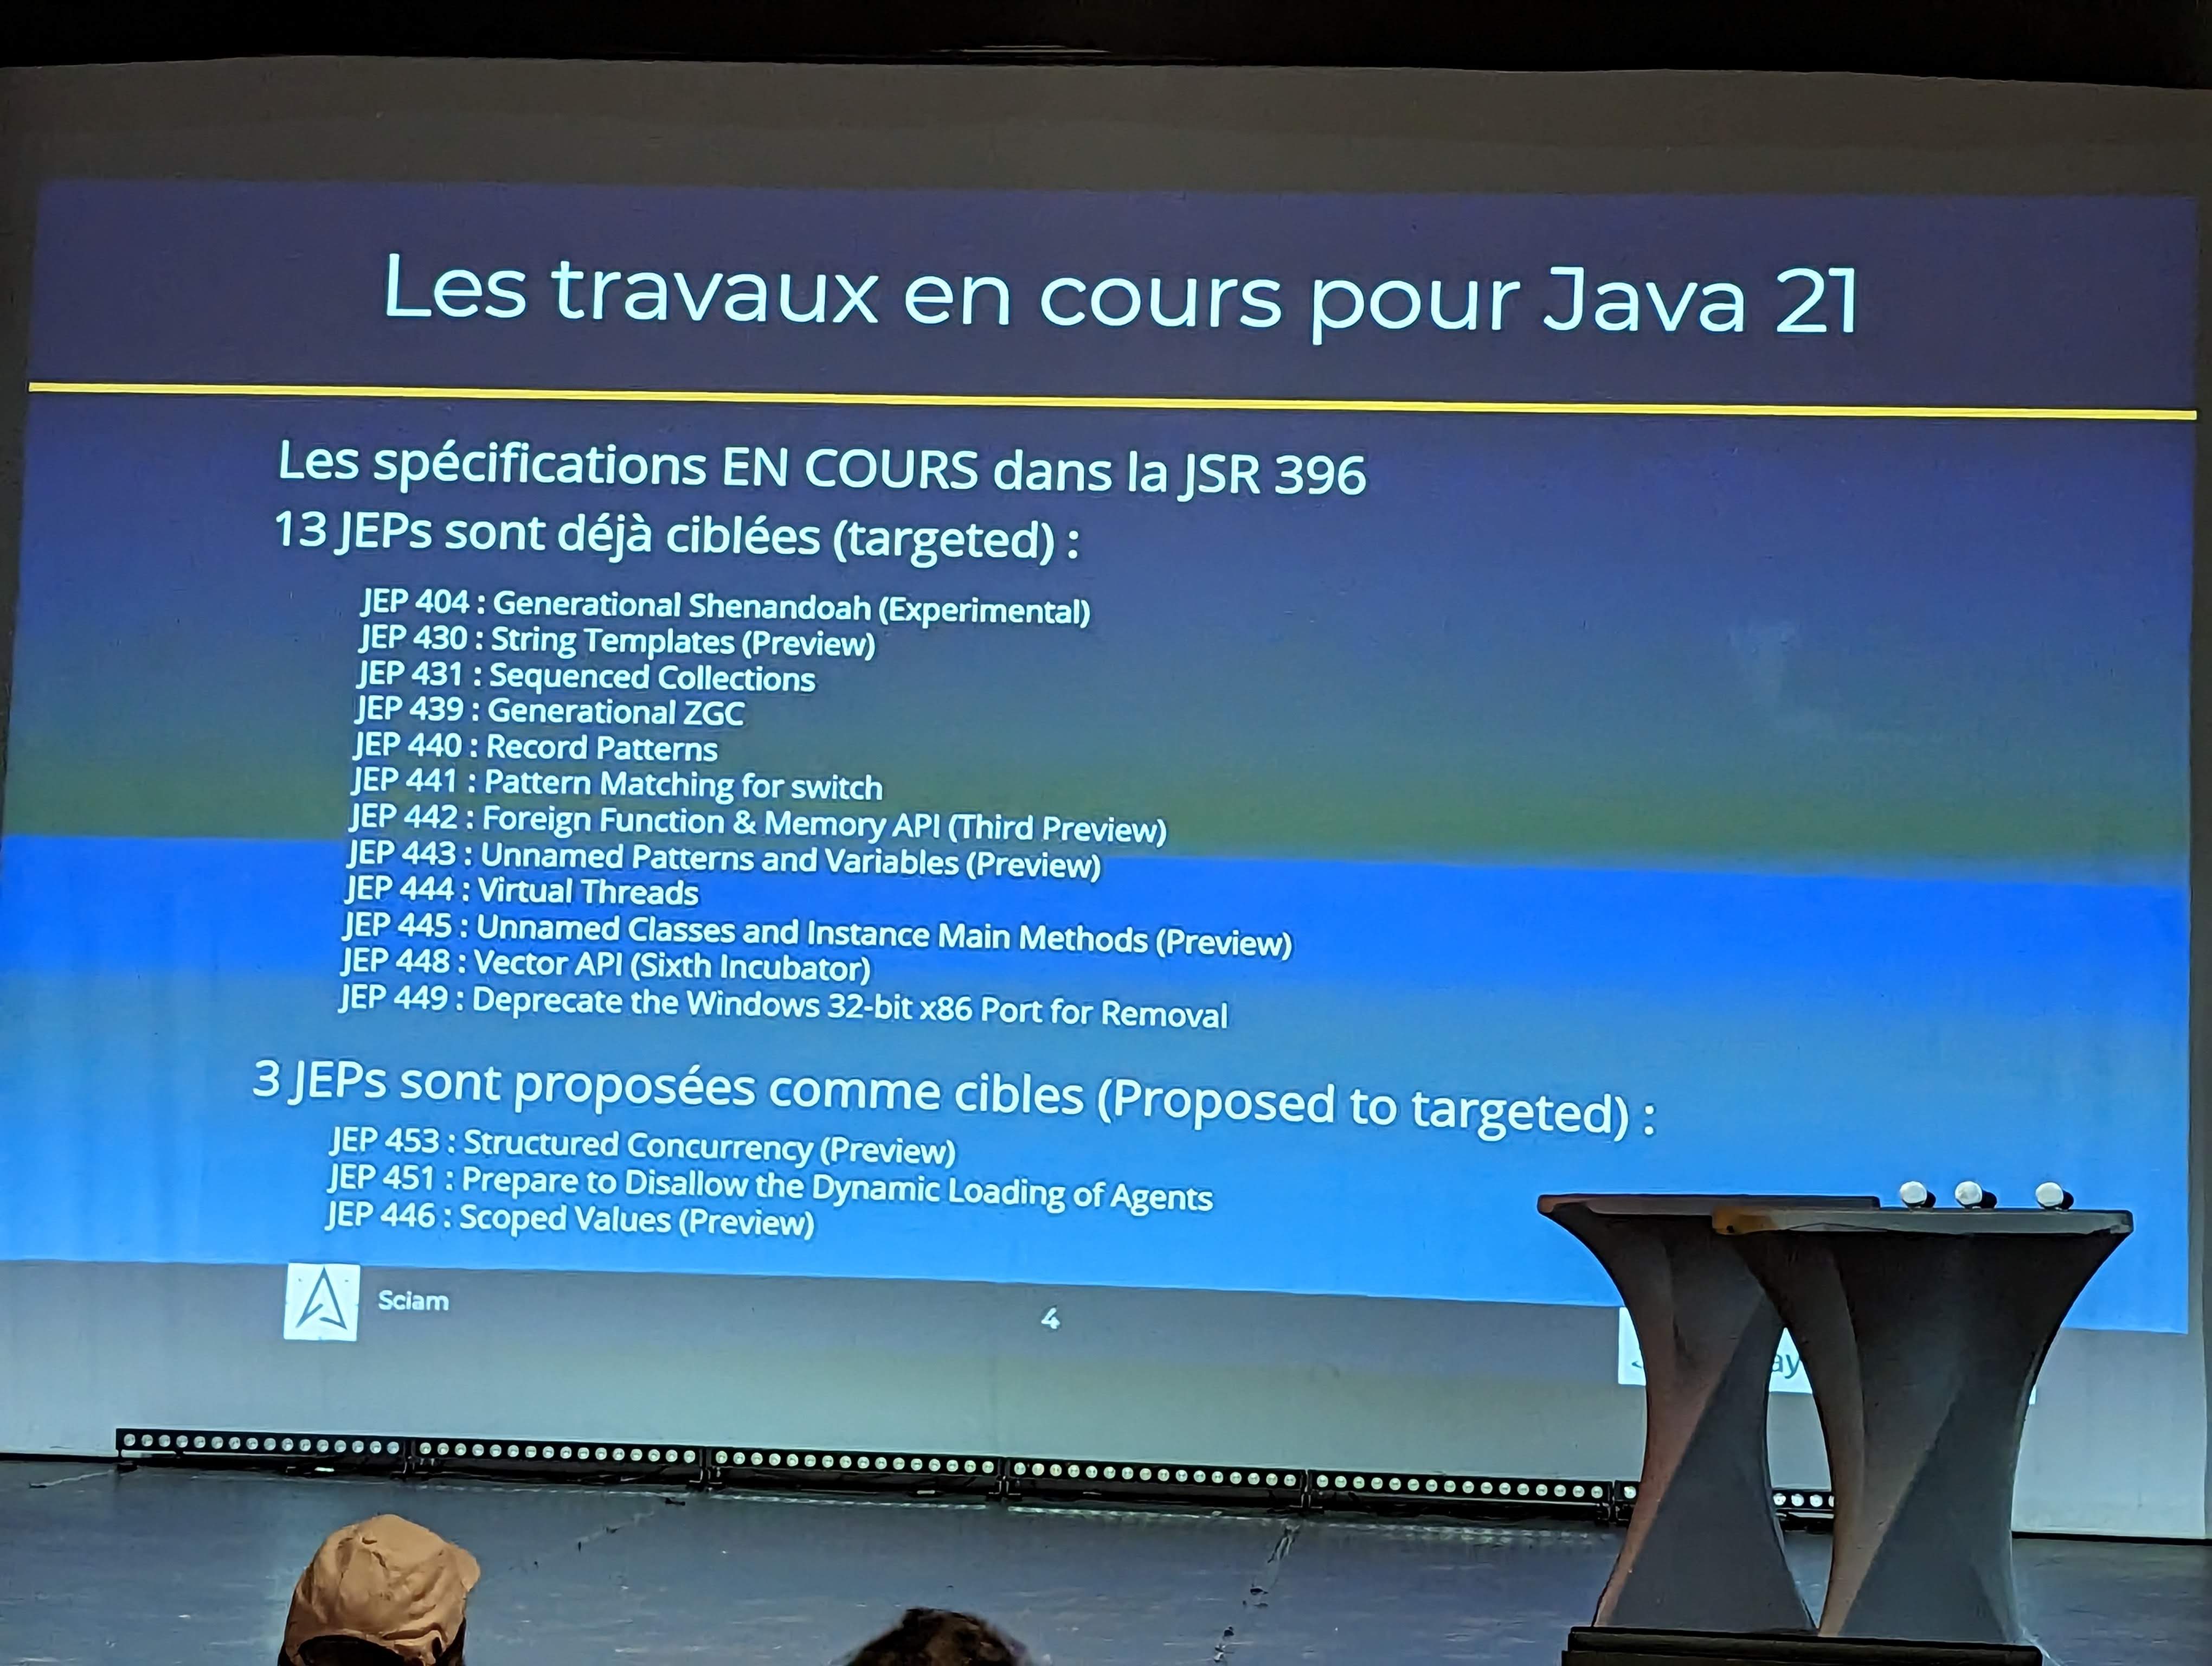 Les travaux en cours pour Java 21
Les spécifications EN COURS dans la JSR 396
13 JEPs sont déjà ciblées (targeted) :
JEP 404 : Generational Shenandoah (Experimental)
JEP 430 : String Templates (Preview)
JEP 431 : Sequenced Collections
JEP 439 : Generational ZGC
JEP 440 : Record Patterns
JEP 441 : Pattern Matching for switch
JEP 442 : Foreign Function & Memory API (Third Preview)
JEP 443 : Unnamed Patterns and Variables (Preview)
JEP 444 : Virtual Threads
JEP 445 : Unnamed Classes and Instance Main Methods (Preview)
JEP 448 : Vector API (Sixth Incubator)
JEP 449 : Deprecate the Windows 32-bit x86 Port for Removal
3 JEPs sont proposées comme cibles (Proposed to targeted) :
JEP 453 : Structured Concurrency (Preview)
JEP 451 : Prepare to Disallow the Dynamic Loading of Agents
JEP 446 : Scoped Values (Preview)
Sciam
4